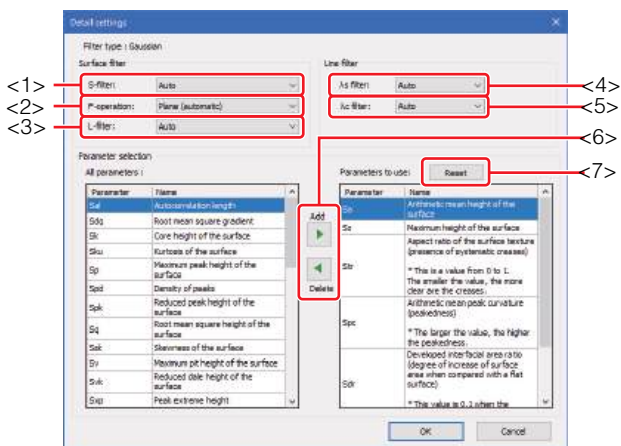 Detail settings
Filter type : Gaussian
Surface filter
Line filter
<1>
S-filter:
Auto
λs filter:
Auto
<4>
<2>
F-operation:
Plane (automatic)
λc filter:
Auto
<5>
<3>
L-filter:
Auto
<6>
Parameter selection
All parameters :
Parameters to use:
Reset
<7>
Parameter
Name
Sal
Autocorrelation length
Sdq
Root mean square gradient
Sk
Core height of the surface
Sku
Kurtosis of the surface
Sp
Maximum peak height of the
surface
Spd
Density of peaks
Spk
Reduced peak height of the
surface
Sq
Root mean square height of the
surface
Ssk
Skewness of the surface
Sv
Maximum pit height of the surface
Svk
Reduced dale height of the
surface
Sxp
Peak extreme height
Add
Delete
Parameter
Name
Sa
Arithmetic mean height of the
surface
Sz
Maximum height of the surface
Str
Aspect ratio of the surface texture
(presence of systematic creases)
* This is a value from 0 to 1.
The smaller the value, the more
clear are the creases.
Spc
Arithmetic mean peak curvature
(peakedness)
* The larger the value, the higher
the peakedness.
Sdr
Developed interfacial area ratio
(degree of increase of surface
area when compared with a flat
surface)
* This value is 0.1 when the
OK
Cancel